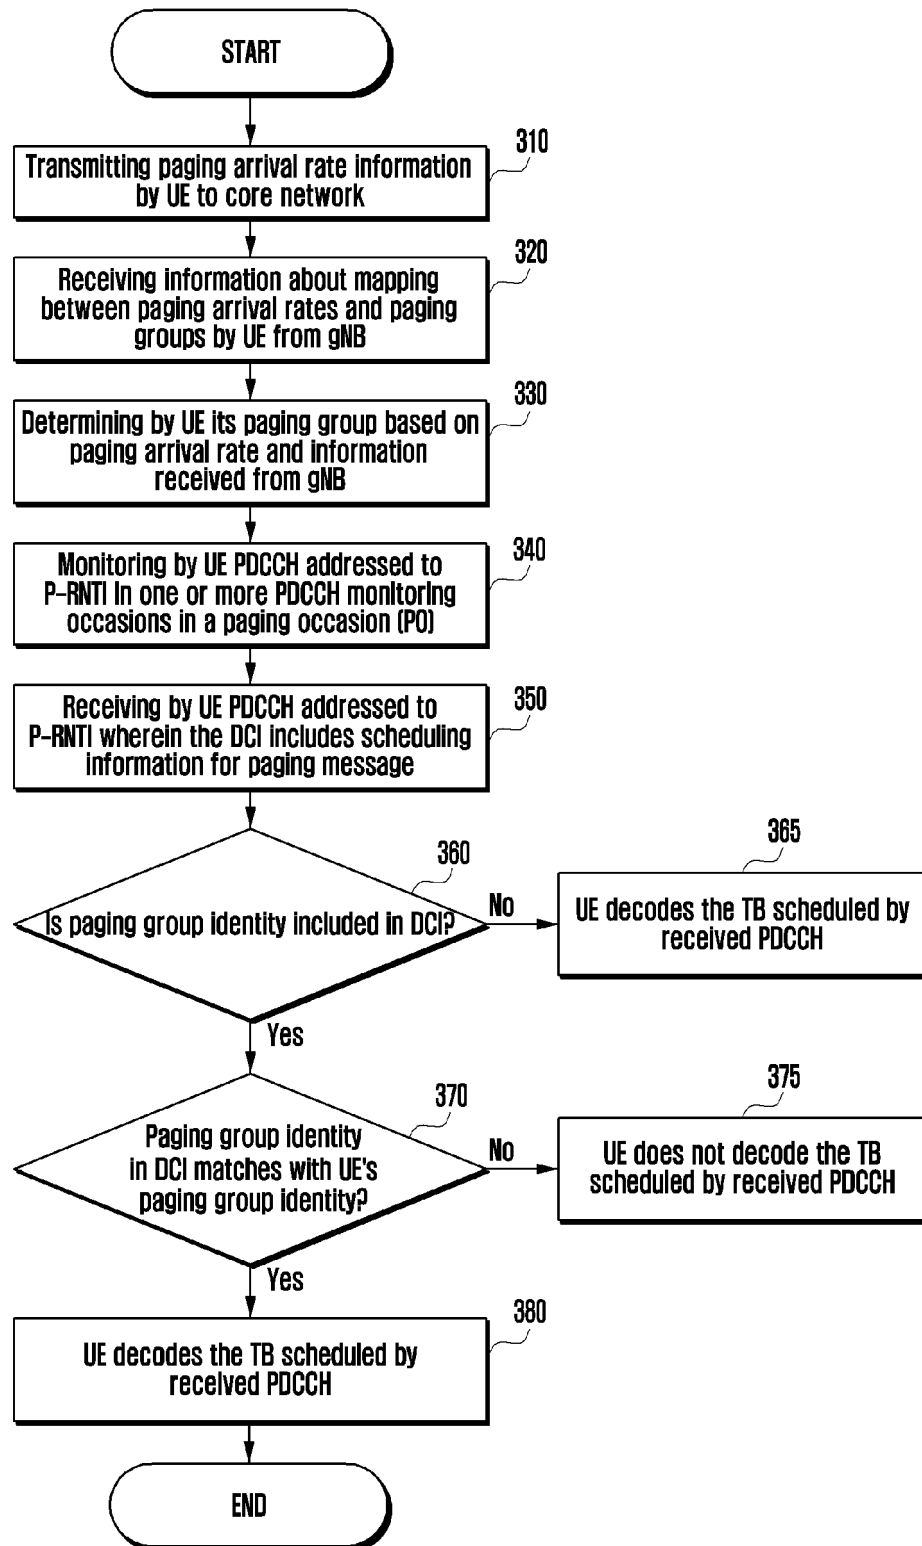 START
310
Transmitting paging arrival rate information
by UE to core network
320
Receiving information about mapping
between paging arrival rates and paging
groups by UE from gNB
330
Determining by UE its paging group based on
paging arrival rate and information
received from gNB
340
Monitoring by UE PDCCH addressed to
P-RNTI in one or more PDCCH monitoring
occasions in a paging occasion (PO)
350
Receiving by UE PDCCH addressed to
P-RNTI wherein the DCI includes scheduling
information for paging message
360
Is paging group identity included in DCI?
No
365
UE decodes the TB scheduled by
received PDCCH
Yes
370
Paging group identity
in DCI matches with UE's
paging group identity?
No
375
UE does not decode the TB
scheduled by received PDCCH
Yes
380
UE decodes the TB scheduled by
received PDCCH
END